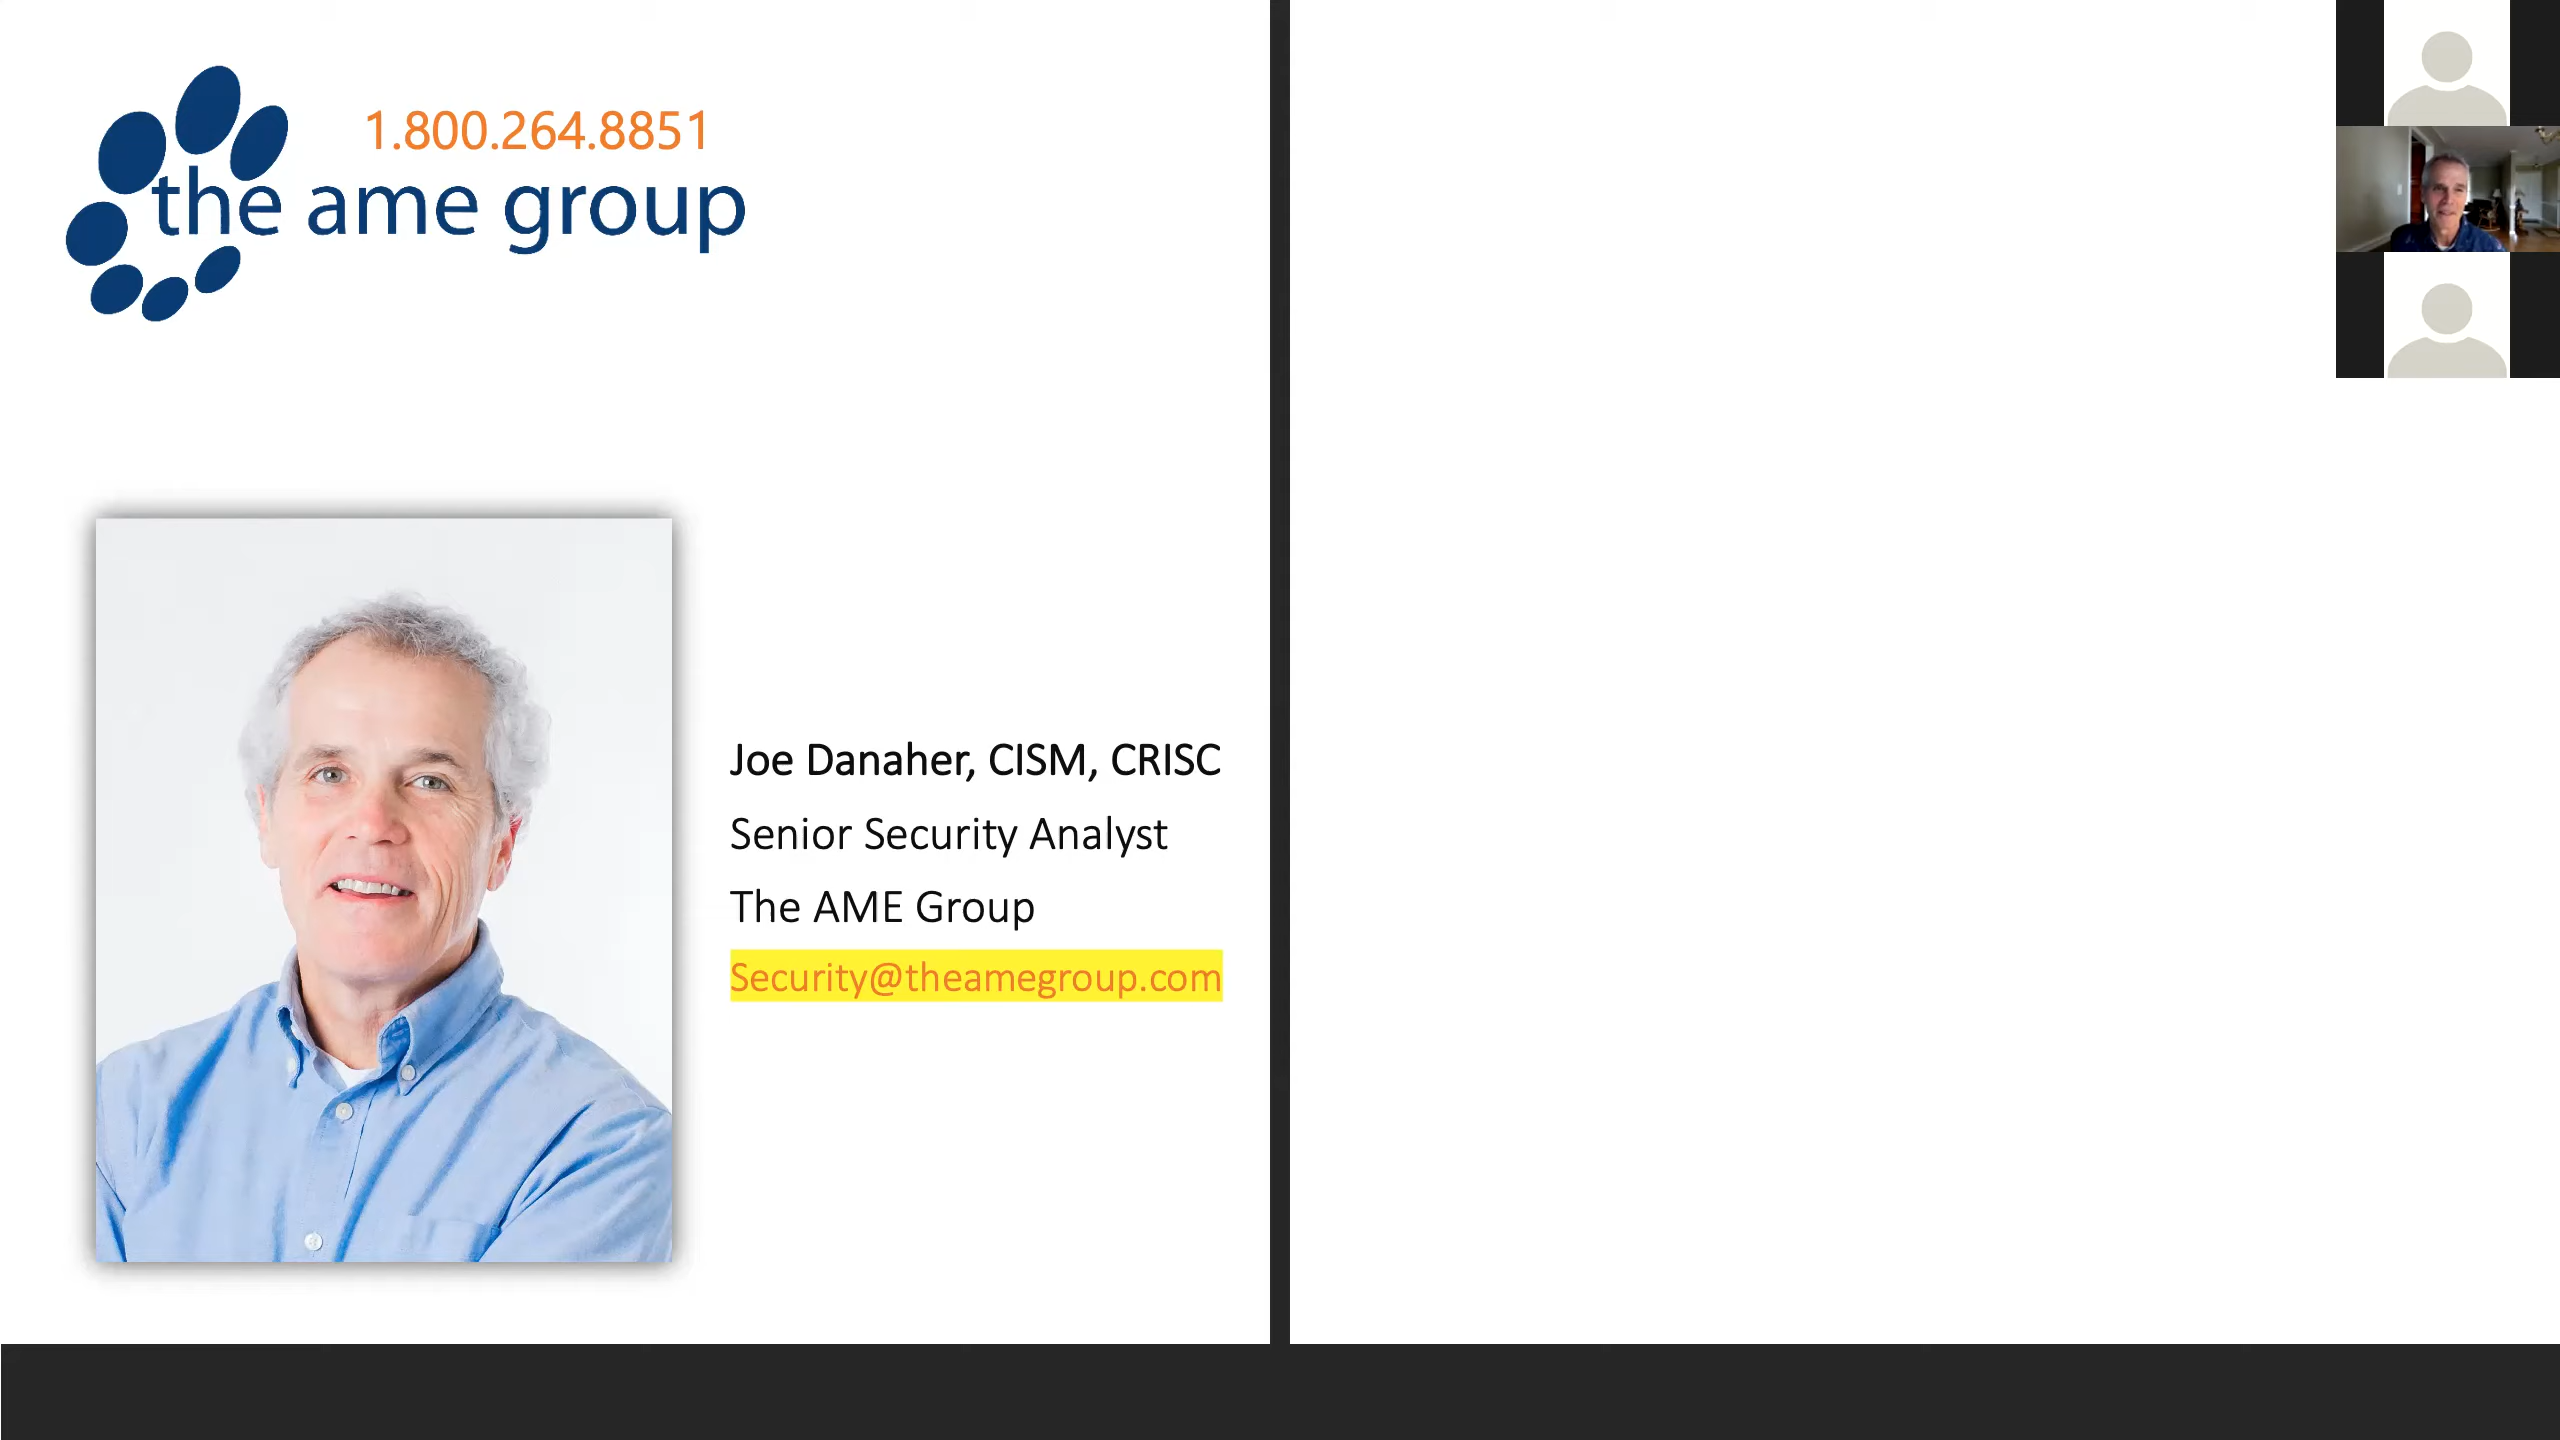 1.800.264.8851
the ame group
Joe Danaher, CISM, CRISC
Senior Security Analyst
The AME Group
Security@theamegroup.com